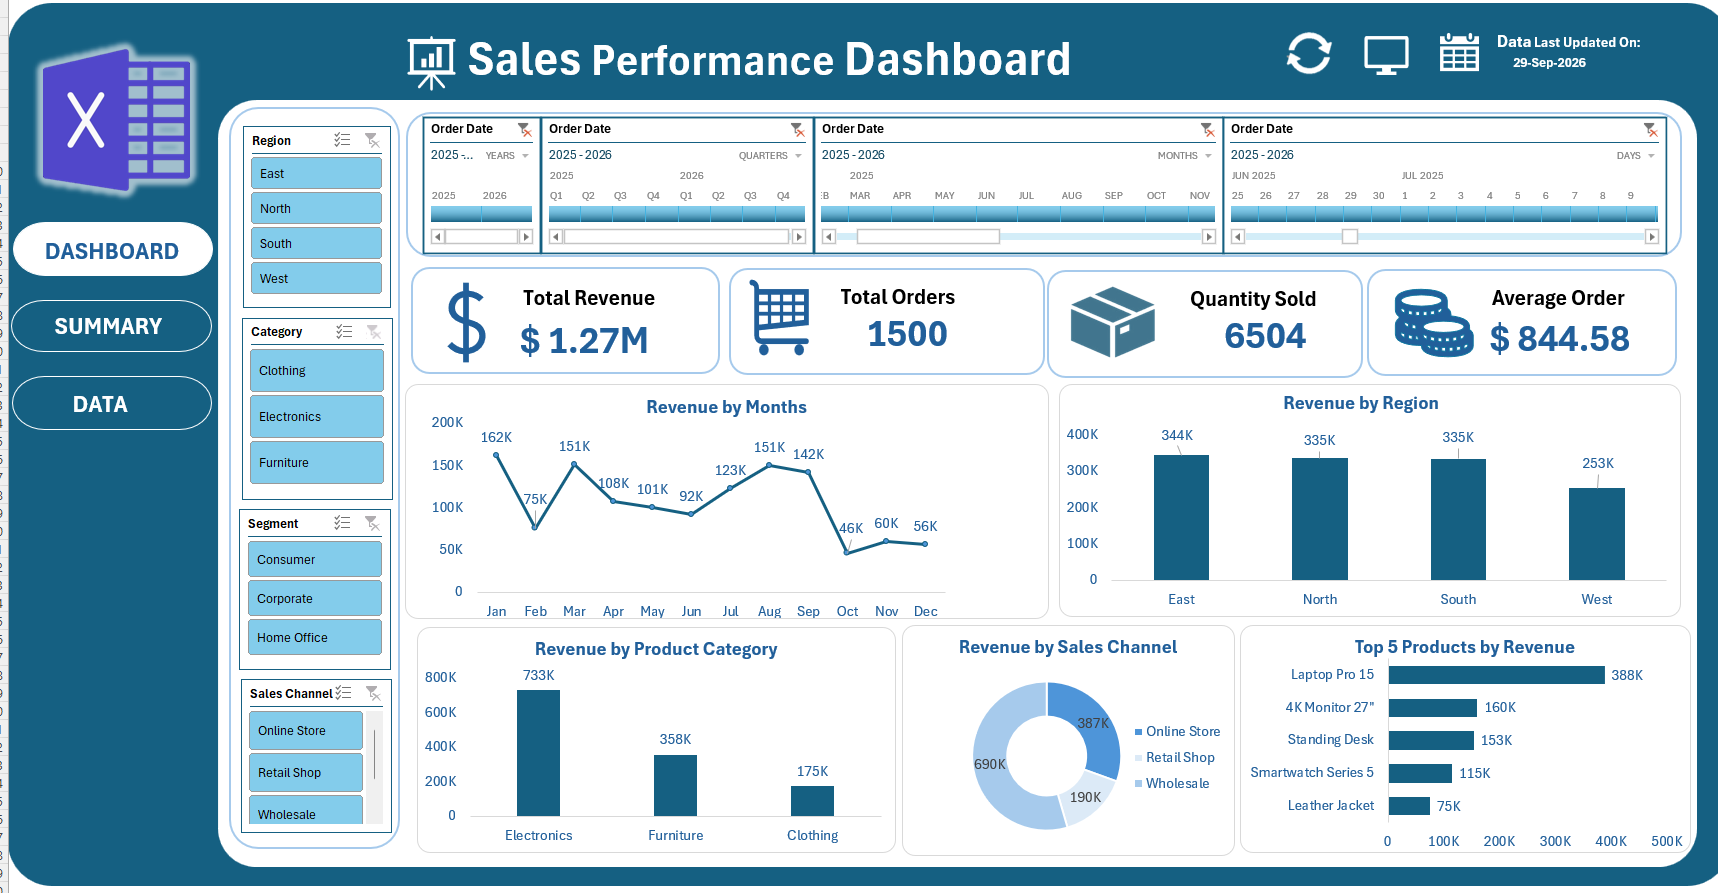 Sales Performance Dashboard
Data Last Updated On:
29-Sep-2026
X
DASHBOARD
SUMMARY
DATA
Region
East
North
South
West
Category
Clothing
Electronics
Furniture
Segment
Consumer
Corporate
Home Office
Sales Channel
Online Store
Retail Shop
Wholesale
Order Date
2025 -... YEARS
2025 2026
Order Date
2025 - 2026 QUARTERS
2025 2026
Q1 Q2 Q3 Q4 Q1 Q2 Q3 Q4
Order Date
2025 - 2026 MONTHS
2025
MAR APR MAY JUN JUL AUG SEP OCT NOV
Order Date
2025 - 2026 DAYS
JUN 2025 JUL 2025
25 26 27 28 29 30 1 2 3 4 5 6 7 8 9
Total Revenue
$ 1.27M
Total Orders
1500
Quantity Sold
6504
Average Order
$ 844.58
Revenue by Months
200K
150K
100K
50K
0
162K 75K 151K 108K 101K 92K 123K 151K 142K 46K 60K 56K
Jan Feb Mar Apr May Jun Jul Aug Sep Oct Nov Dec
Revenue by Region
400K
300K
200K
100K
0
344K 335K 335K 253K
East North South West
Revenue by Product Category
800K
600K
400K
200K
0
733K 358K 175K
Electronics Furniture Clothing
Revenue by Sales Channel
387K
690K
190K
Online Store
Retail Shop
Wholesale
Top 5 Products by Revenue
Laptop Pro 15 388K
4K Monitor 27" 160K
Standing Desk 153K
Smartwatch Series 5 115K
Leather Jacket 75K
0 100K 200K 300K 400K 500K